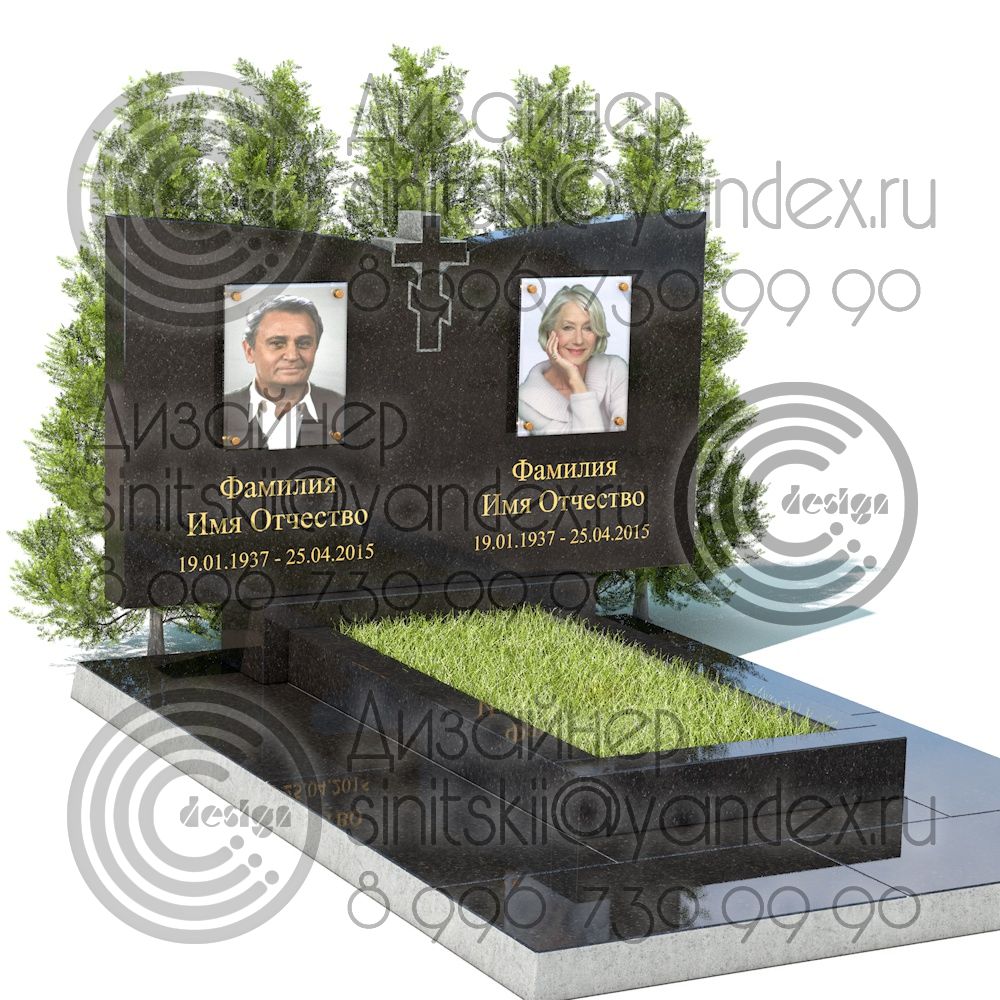 Дизайнер
sinitskii@yandex.ru
8 996 730 99 90
Дизайнер
sinitskii@yandex.ru
8 996 730 99 90
Фамилия
Имя Отчество
19.01.1937 - 25.04.2015
Фамилия
Имя Отчество
19.01.1937 - 25.04.2015
design
Дизайнер
sinitskii@yandex.ru
8 996 730 99 90
design